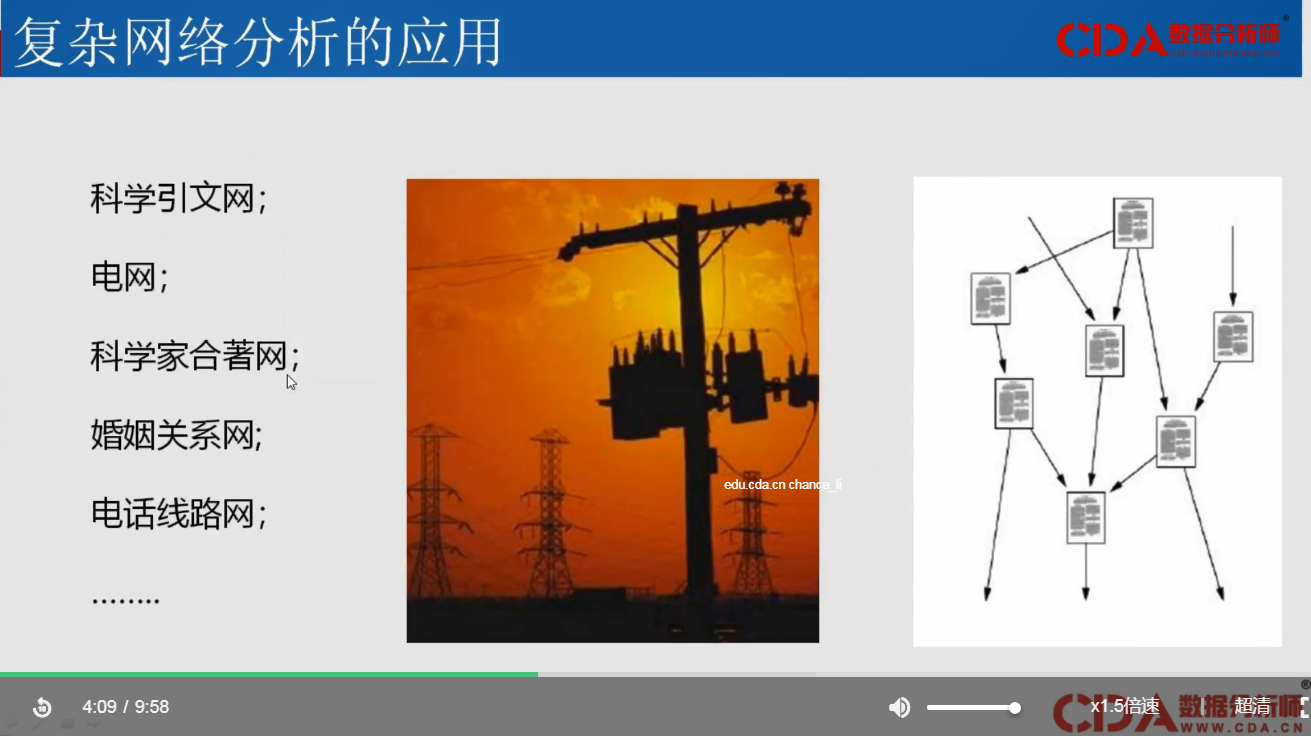 复杂网络分析的应用
CDA 数据分析师
科学引文网;
电网;
科学家合著网;
婚姻关系网;
电话线路网;
........
edu.cda.cn chance_li
4:09 / 9:58
x1.5倍速
超清
CDA 数据分析师
WWW.CDA.CN